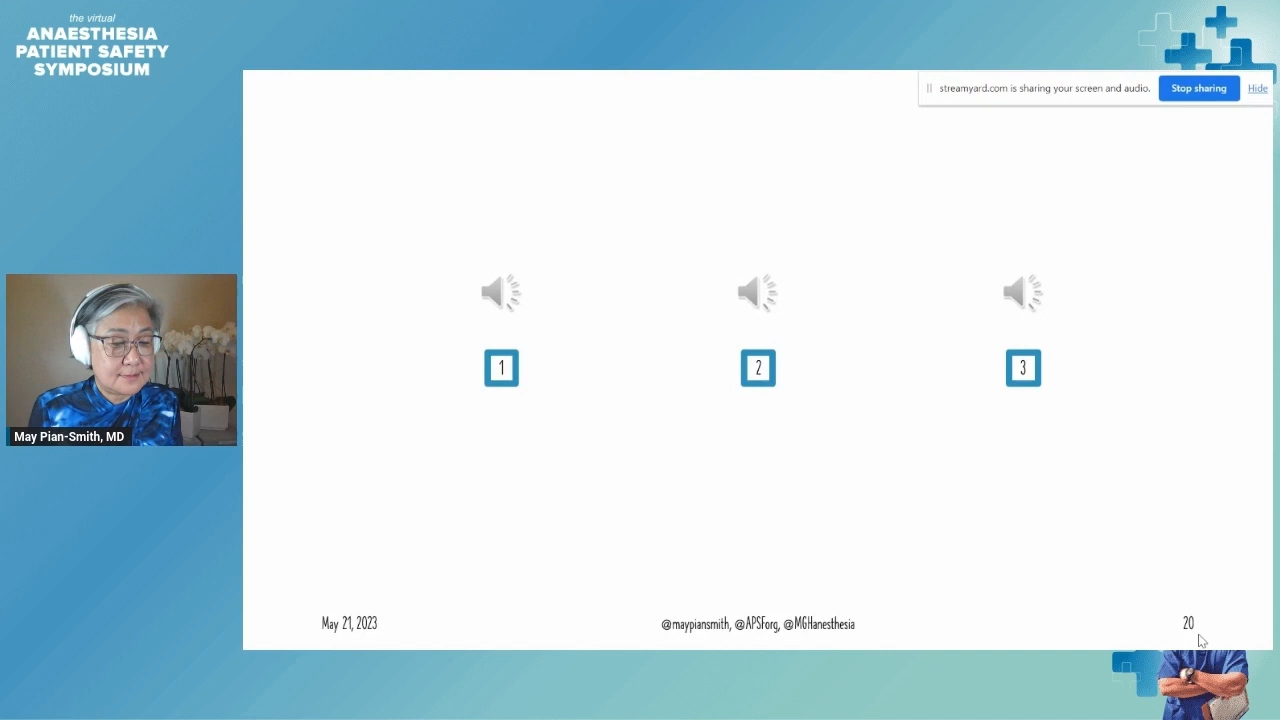 the virtual
ANAESTHESIA
PATIENT SAFETY
SYMPOSIUM
streamyard.com is sharing your screen and audio.
Stop sharing
Hide
1
2
3
May Pian-Smith, MD
May 21, 2023
@maypiansmith, @APSForg, @MGHanesthesia
20